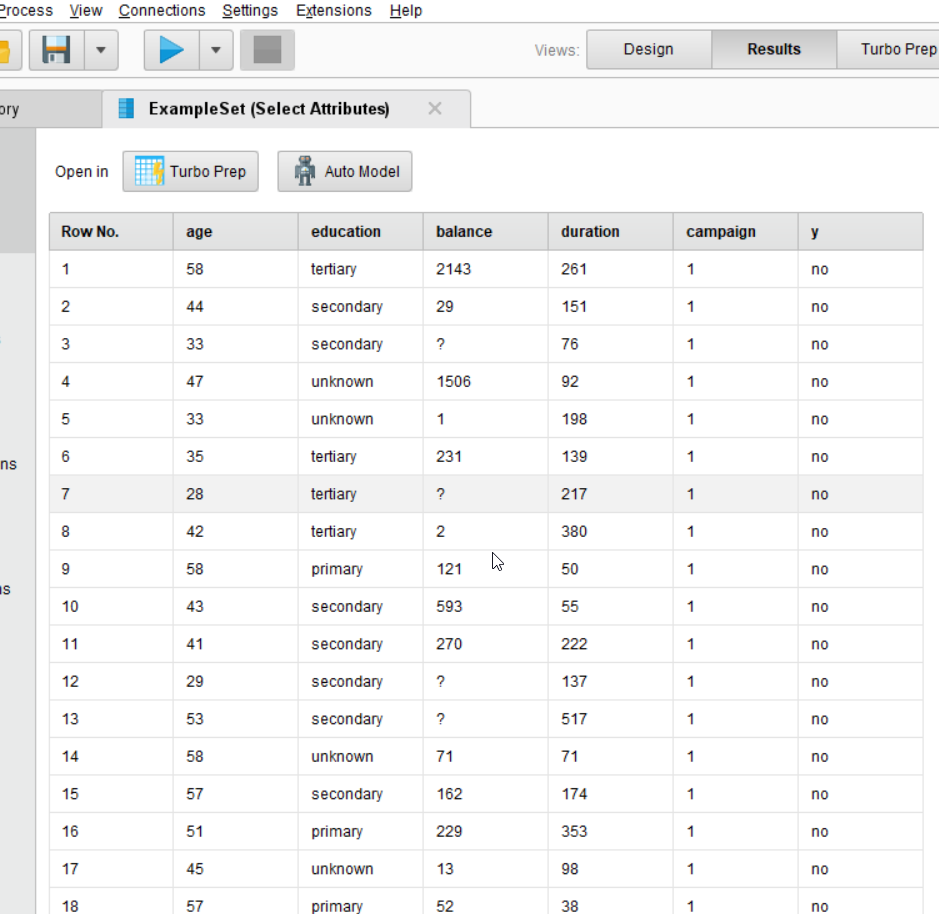 Process View Connections Settings Extensions Help
Views: Design Results Turbo Prep
ory ExampleSet (Select Attributes)
Open in Turbo Prep Auto Model
Row No. age education balance duration campaign y
1 58 tertiary 2143 261 1 no
2 44 secondary 29 151 1 no
3 33 secondary ? 76 1 no
4 47 unknown 1506 92 1 no
5 33 unknown 1 198 1 no
ns
6 35 tertiary 231 139 1 no
7 28 tertiary ? 217 1 no
8 42 tertiary 2 380 1 no
9 58 primary 121 50 1 no
10 43 secondary 593 55 1 no
11 41 secondary 270 222 1 no
12 29 secondary ? 137 1 no
13 53 secondary ? 517 1 no
14 58 unknown 71 71 1 no
15 57 secondary 162 174 1 no
16 51 primary 229 353 1 no
17 45 unknown 13 98 1 no
18 57 primary 52 38 1 no